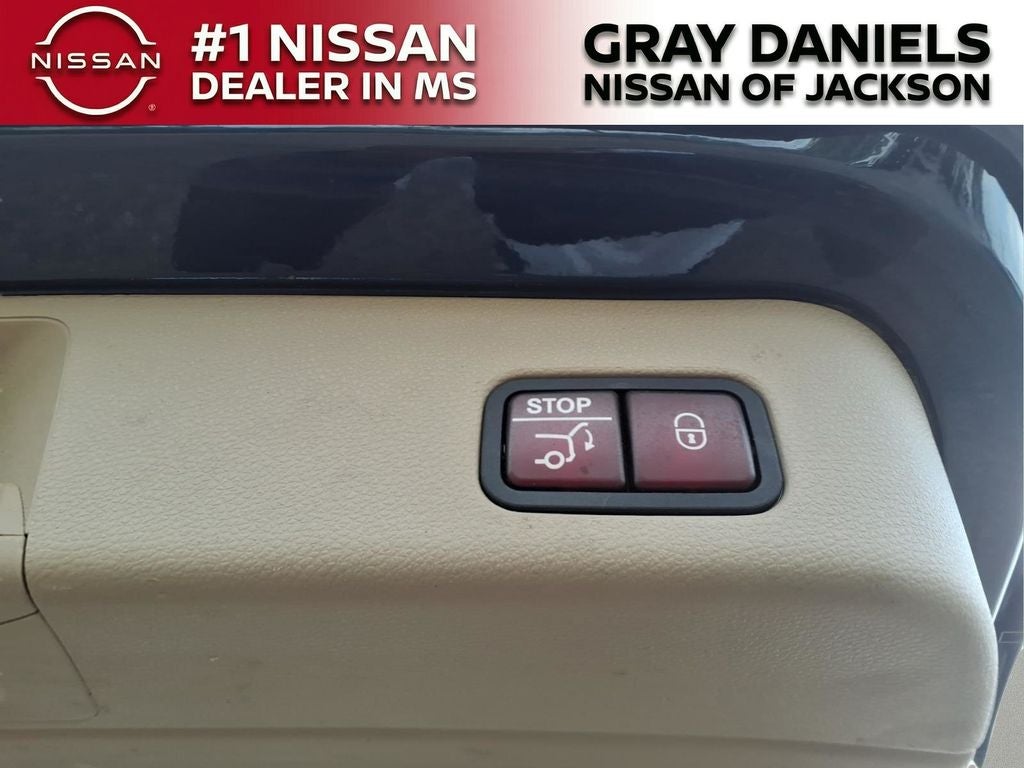 NISSAN
#1 NISSAN
DEALER IN MS
GRAY DANIELS
NISSAN OF JACKSON
STOP